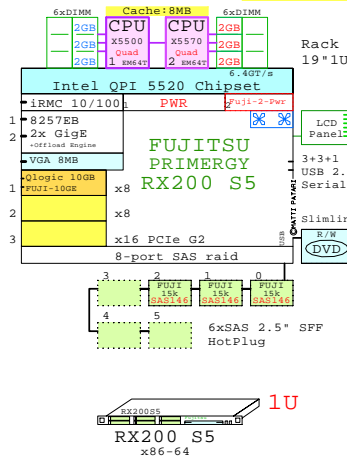 Cache:8MB
6xDIMM
6xDIMM
2GB
2GB
2GB
CPU
X5500
Quad
1 EM64T
CPU
X5570
Quad
2 EM64T
2GB
2GB
2GB
Rack
19"1U
6.4GT/s
Intel QPI 5520 Chipset
iRMC 10/100
1
PWR
2
Fuji-2-Pwr
1
8257EB
2
2x GigE
+Offload Engine
VGA 8MB
LCD
Panel
FUJITSU
PRIMERGY
RX200 S5
3+3+1
USB 2.
Serial
1
Qlogic 10GB
FUJI-10GE
x8
2
x8
3
x16 PCIe G2
©MATTI PATARI
USB
Slimlin
R/W
DVD
8-port SAS raid
3
2
1
0
FUJI
15k
SAS146
FUJI
15k
SAS146
FUJI
15k
SAS146
4
5
6xSAS 2.5" SFF
HotPlug
RX200S5
1U
RX200 S5
x86-64